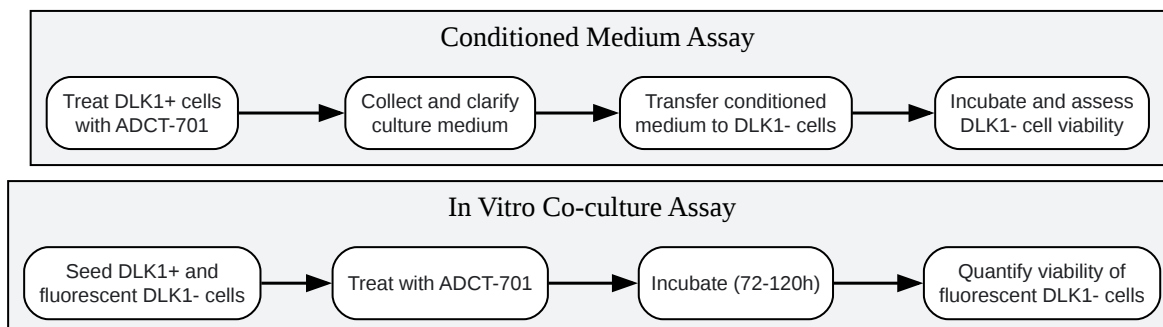 Conditioned Medium Assay
Treat DLK1+ cells
with ADCT-701
Collect and clarify
culture medium
Transfer conditioned
medium to DLK1- cells
Incubate and assess
DLK1- cell viability
In Vitro Co-culture Assay
Seed DLK1+ and
fluorescent DLK1- cells
Treat with ADCT-701
Incubate (72-120h)
Quantify viability of
fluorescent DLK1- cells